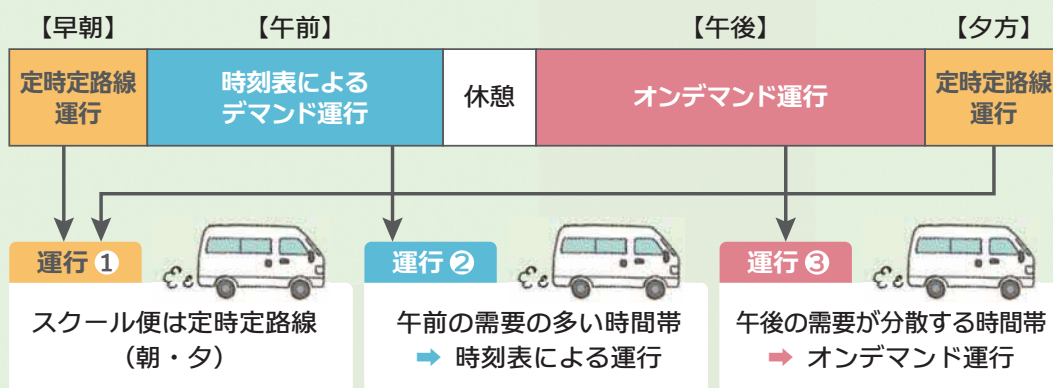 【早朝】
【午前】
【午後】
【夕方】
定時定路線
運行
時刻表による
デマンド運行
休憩
オンデマンド運行
定時定路線
運行
運行 ❶
スクール便は定時定路線
（朝・夕）
運行 ❷
午前の需要の多い時間帯
➡ 時刻表による運行
運行 ❸
午後の需要が分散する時間帯
➡ オンデマンド運行